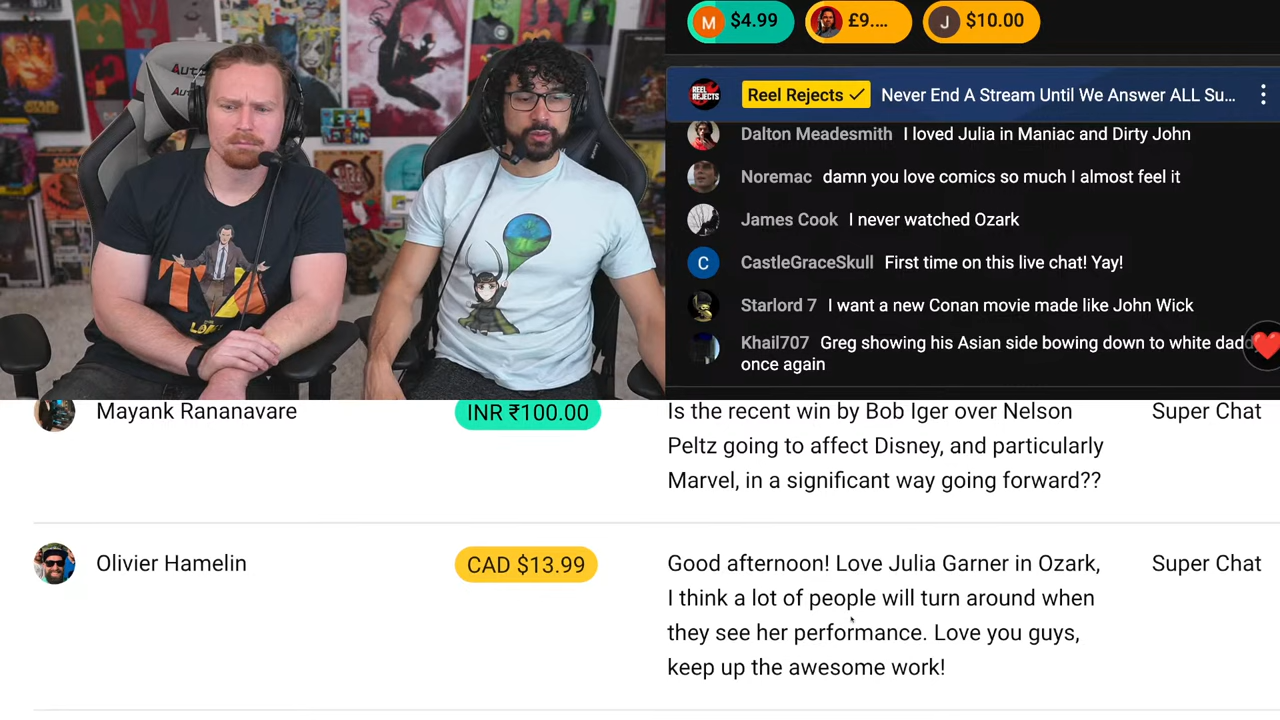 $4.99
£9....
J
$10.00
M
REEL
REJECTS
Reel Rejects
Never End A Stream Until We Answer ALL Su...
Dalton Meadesmith I loved Julia in Maniac and Dirty John
Noremac damn you love comics so much I almost feel it
James Cook I never watched Ozark
C CastleGraceSkull First time on this live chat! Yay!
Starlord 7 I want a new Conan movie made like John Wick
Khail707 Greg showing his Asian side bowing down to white dad
once again
Mayank Rananavare INR ₹100.00 Is the recent win by Bob Iger over Nelson Super Chat
Peltz going to affect Disney, and particularly
Marvel, in a significant way going forward??
Olivier Hamelin CAD $13.99 Good afternoon! Love Julia Garner in Ozark, Super Chat
I think a lot of people will turn around when
they see her performance. Love you guys,
keep up the awesome work!